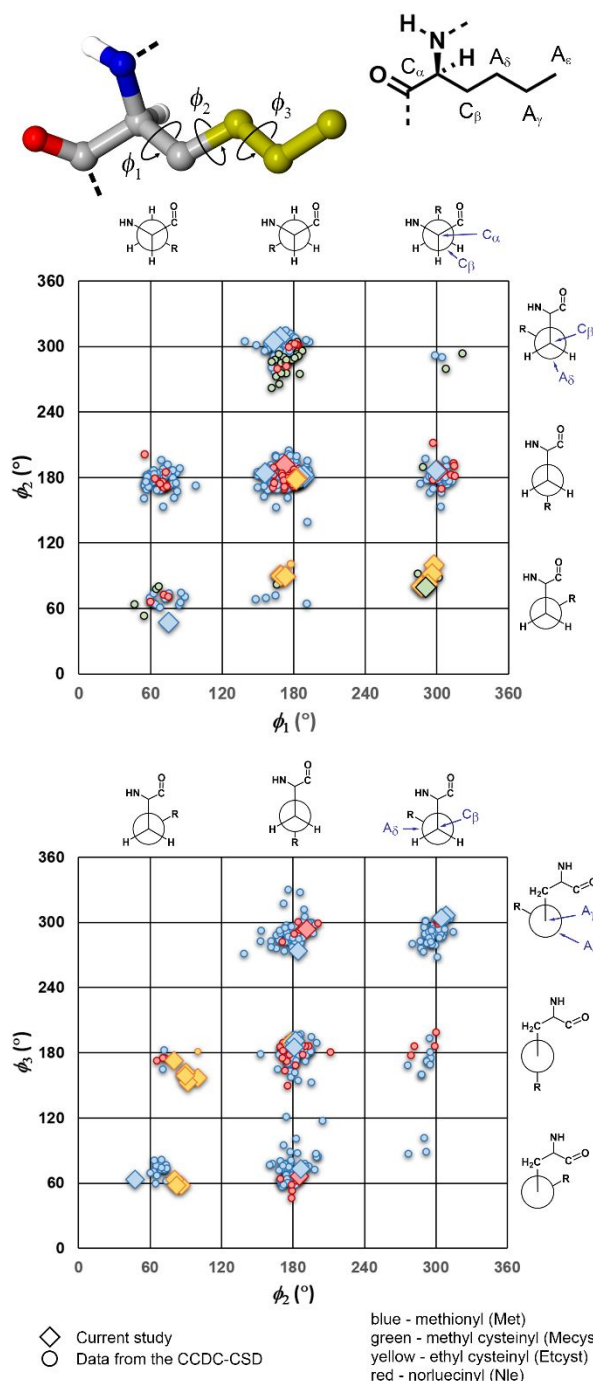 ϕ1 ϕ2 ϕ3
H N H
O Cα Aδ Aε
Cβ Aγ
H O H O R O
HN C HN C HN C Cα
H R R H H H
H H H Cβ
360
300
240
180
120
60
0
ϕ2 (°)
0 60 120 180 240 300 360
ϕ1 (°)
O
HN
R Cβ
H H
Aδ
O
HN
H H
R
O
HN
R
H H
O O O
HN HN HN
R R
Aδ Cβ
H H H H H H
R
360
300
240
180
120
60
0
ϕ3 (°)
0 60 120 180 240 300 360
ϕ2 (°)
NH
H2C O
R
NH
H2C O
R
NH
H2C O
R
Current study
Data from the CCDC-CSD
blue - methionyl (Met)
green - methyl cysteinyl (Mecys
yellow - ethyl cysteinyl (Etcyst)
red - norluecinyl (Nle)